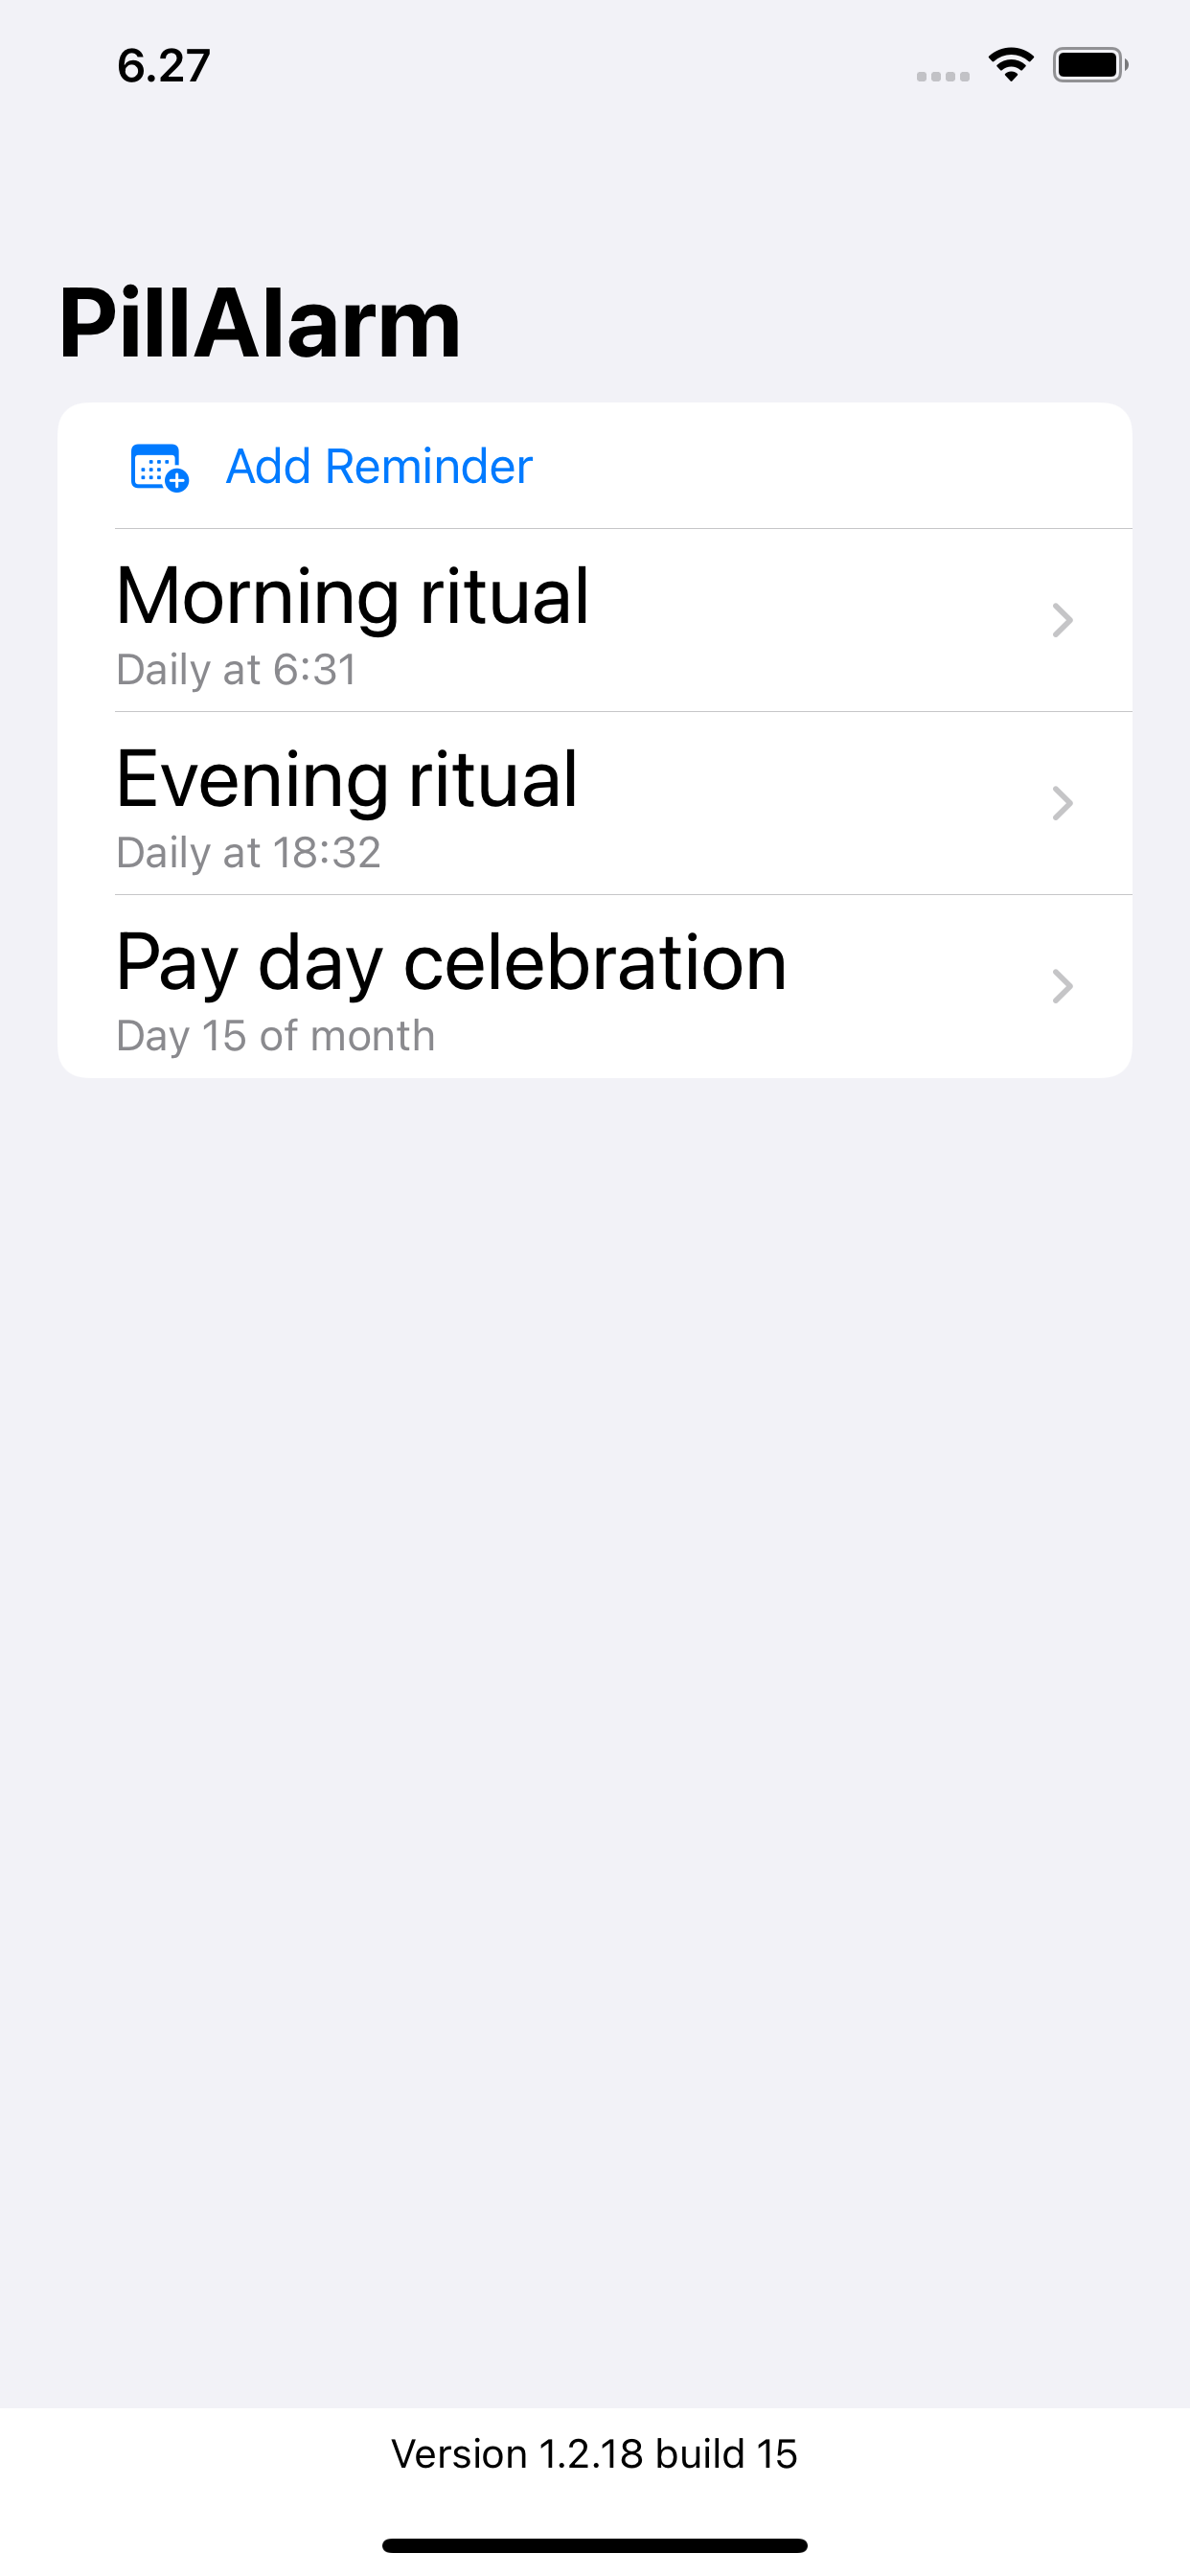 6.27
PillAlarm
Add Reminder
Morning ritual
Daily at 6:31
Evening ritual
Daily at 18:32
Pay day celebration
Day 15 of month
Version 1.2.18 build 15